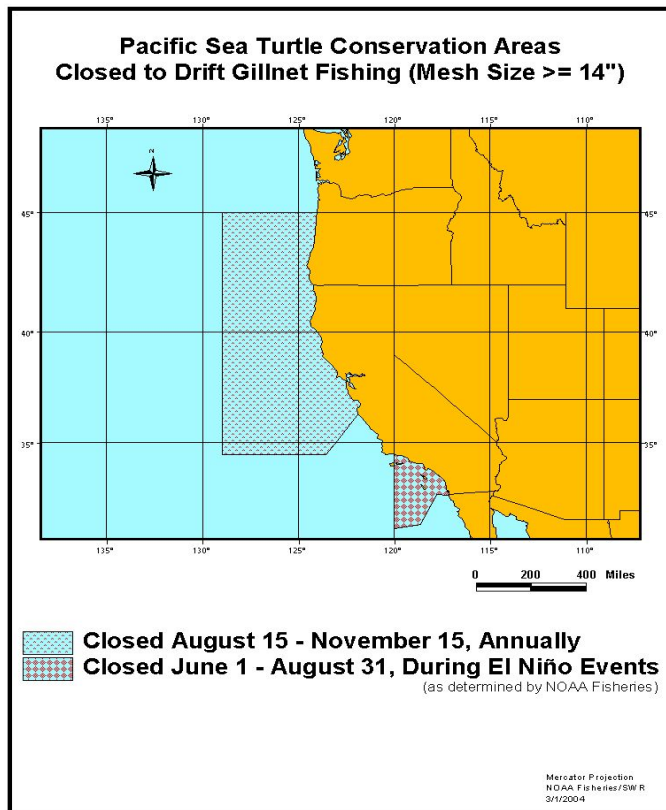 Pacific Sea Turtle Conservation Areas
Closed to Drift Gillnet Fishing (Mesh Size >= 14")
135° 130° 125° 120° 115° 110°
N
45° 45°
40° 40°
35° 35°
135° 130° 125° 120° 115° 110°
0 200 400 Miles
Closed August 15 - November 15, Annually
Closed June 1 - August 31, During El Niño Events
(as determined by NOAA Fisheries)
Mercator Projection
NOAA Fisheries/SWR
3/1/2004